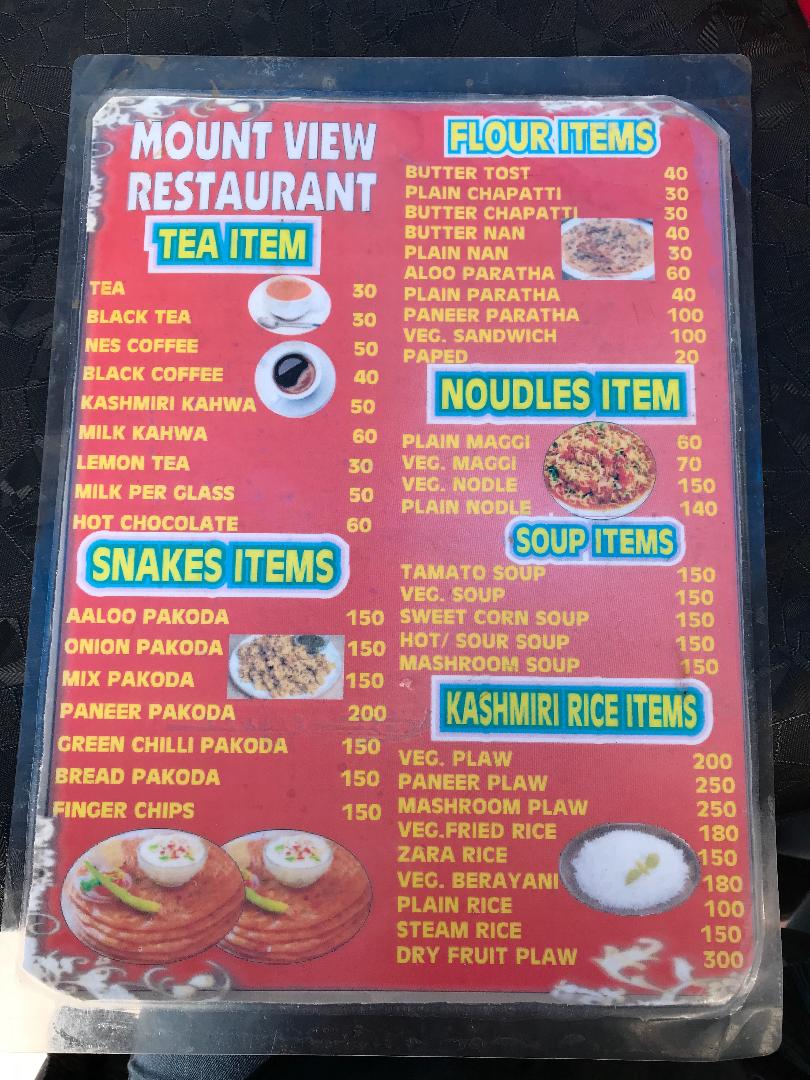 MOUNT VIEW
RESTAURANT
TEA ITEM
TEA 30
BLACK TEA 30
NES COFFEE 50
BLACK COFFEE 40
KASHMIRI KAHWA 50
MILK KAHWA 60
LEMON TEA 30
MILK PER GLASS 50
HOT CHOCOLATE 60
SNAKES ITEMS
AALOO PAKODA 150
ONION PAKODA 150
MIX PAKODA 150
PANEER PAKODA 200
GREEN CHILLI PAKODA 150
BREAD PAKODA 150
FINGER CHIPS 150
FLOUR ITEMS
BUTTER TOST 40
PLAIN CHAPATTI 30
BUTTER CHAPATTI 30
BUTTER NAN 40
PLAIN NAN 30
ALOO PARATHA 60
PLAIN PARATHA 40
PANEER PARATHA 100
VEG. SANDWICH 100
PAPED 20
NOUDLES ITEM
PLAIN MAGGI 60
VEG. MAGGI 70
VEG. NODLE 150
PLAIN NODLE 140
SOUP ITEMS
TAMATO SOUP 150
VEG. SOUP 150
SWEET CORN SOUP 150
HOT/ SOUR SOUP 150
MASHROOM SOUP 150
KASHMIRI RICE ITEMS
VEG. PLAW 200
PANEER PLAW 250
MASHROOM PLAW 250
VEG.FRIED RICE 180
ZARA RICE 150
VEG. BERAYANI 180
PLAIN RICE 100
STEAM RICE 150
DRY FRUIT PLAW 300